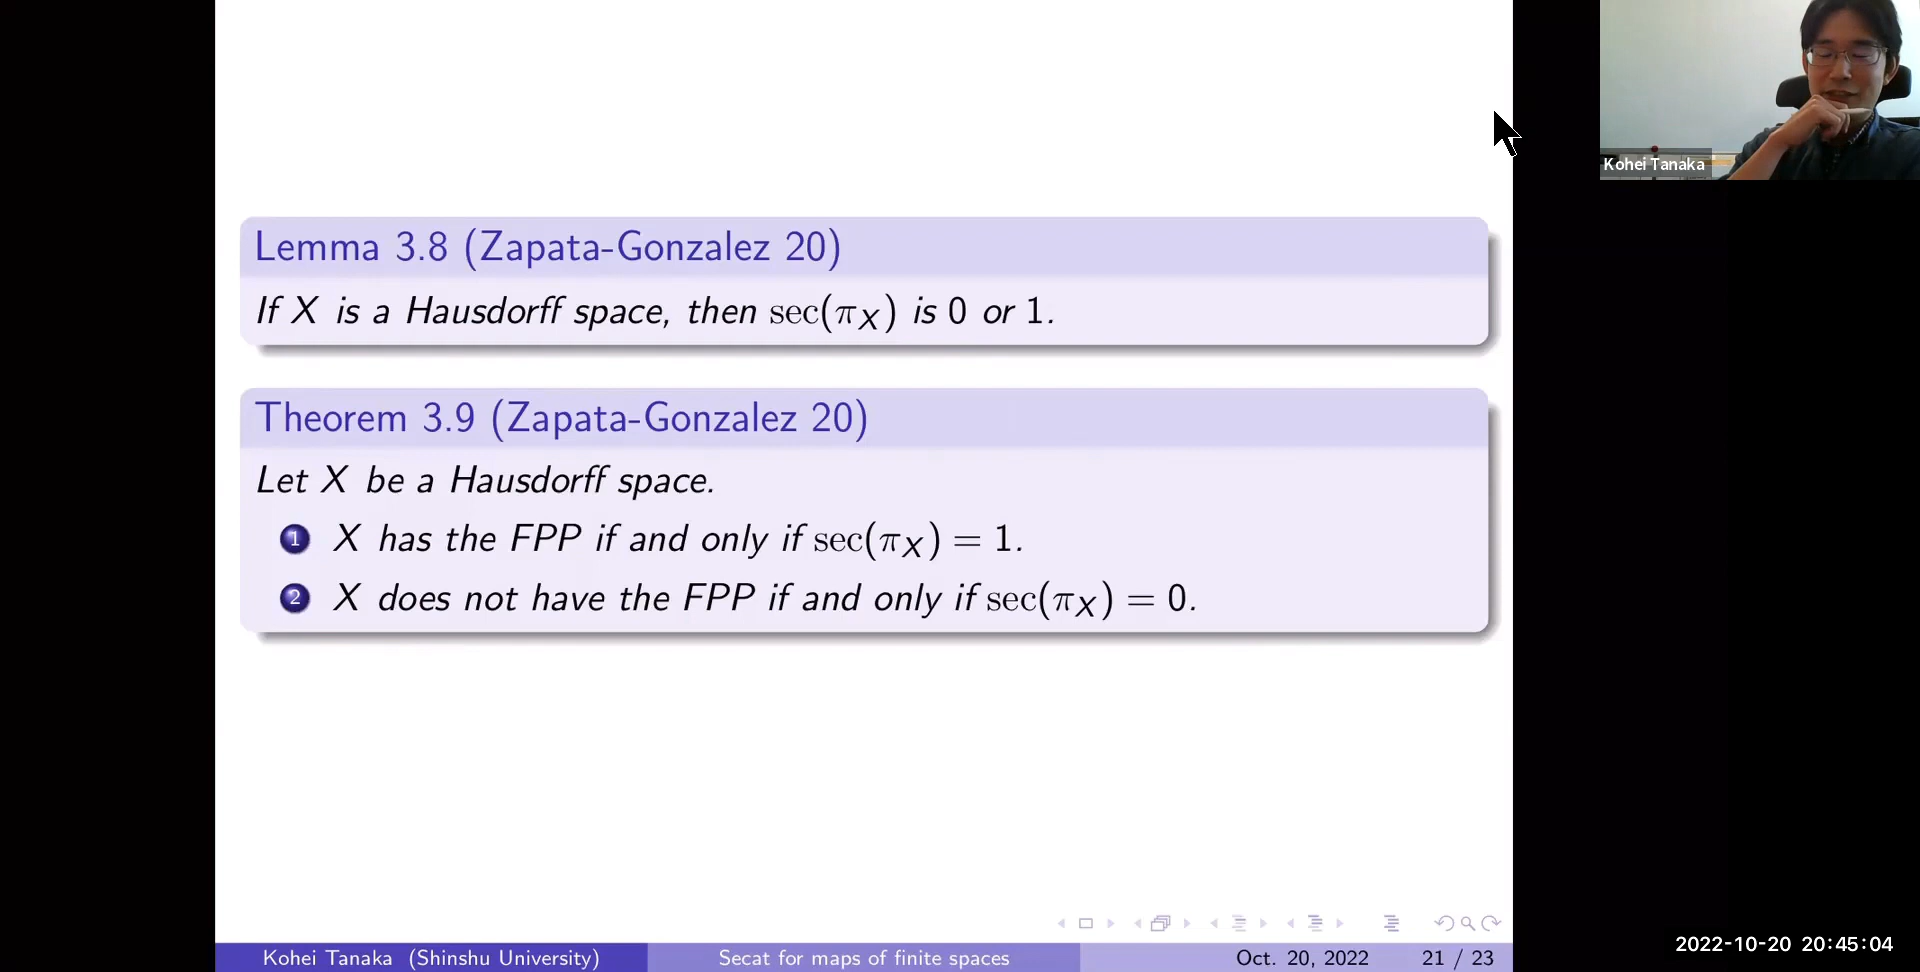 Kohei Tanaka
Lemma 3.8 (Zapata-Gonzalez 20)
If X is a Hausdorff space, then sec(π_X) is 0 or 1.
Theorem 3.9 (Zapata-Gonzalez 20)
Let X be a Hausdorff space.
1 X has the FPP if and only if sec(π_X) = 1.
2 X does not have the FPP if and only if sec(π_X) = 0.
Kohei Tanaka (Shinshu University) Secat for maps of finite spaces Oct. 20, 2022 21 / 23
2022-10-20 20:45:04